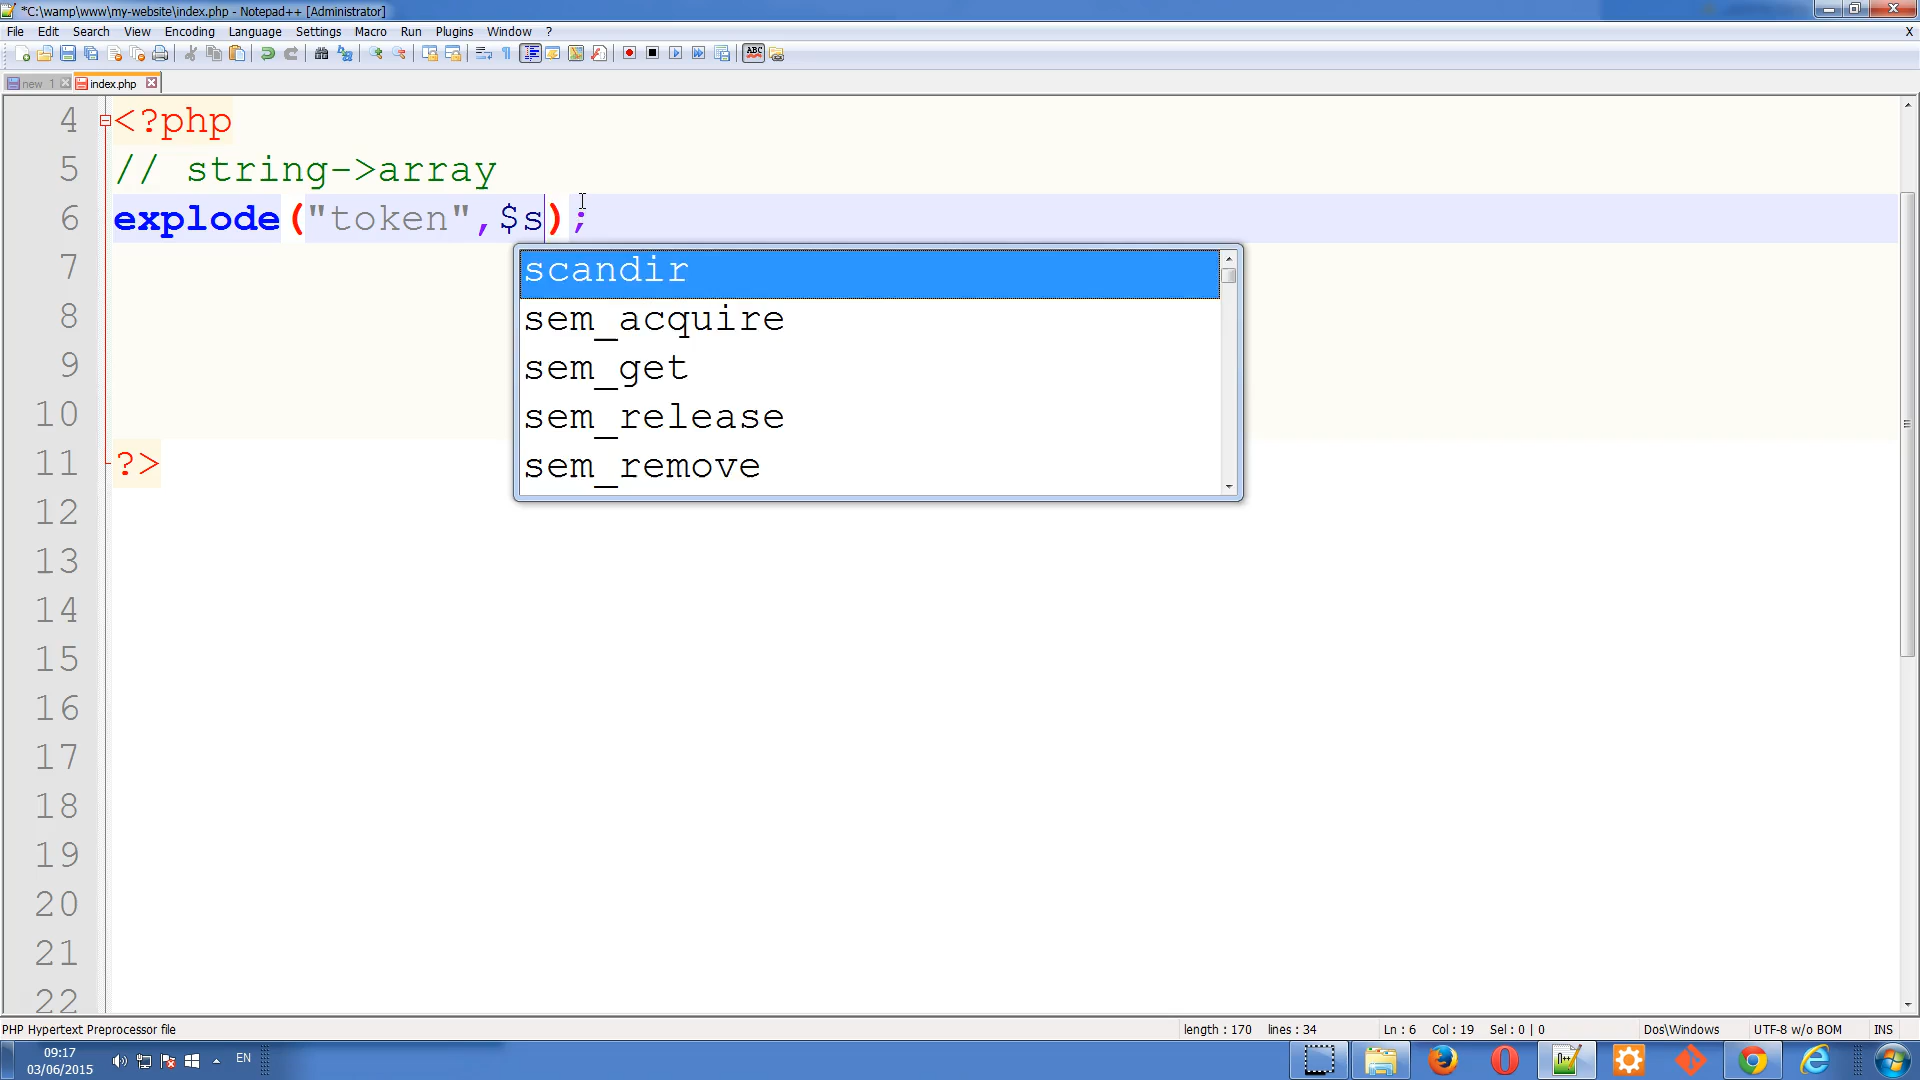 *C:\wamp\www\my-website\index.php - Notepad++ [Administrator]
File Edit Search View Encoding Language Settings Macro Run Plugins Window ? X
new 1 index.php
4 <?php
5 // string->array
6 explode("token",$s);
7
scandir
8 sem_acquire
9 sem_get
10 sem_release
11 ?>
sem_remove
12
13
14
15
16
17
18
19
20
21
22
PHP Hypertext Preprocessor file length : 170 lines : 34 Ln : 6 Col : 19 Sel : 0 | 0 Dos\Windows UTF-8 w/o BOM INS
09:17
03/06/2015
EN